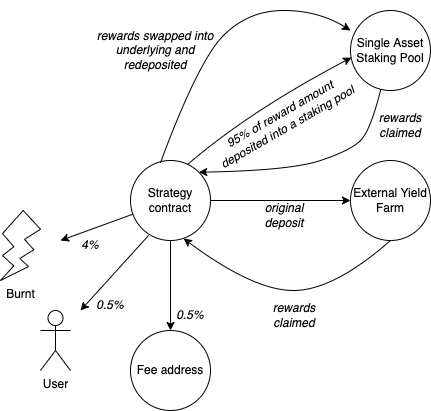 rewards swapped into
underlying and
redeposited
Single Asset
Staking Pool
95% of reward amount
deposited into a staking pool
rewards
claimed
Strategy
contract
original
deposit
External Yield
Farm
4%
Burnt
0.5%
User
0.5%
rewards
claimed
Fee address